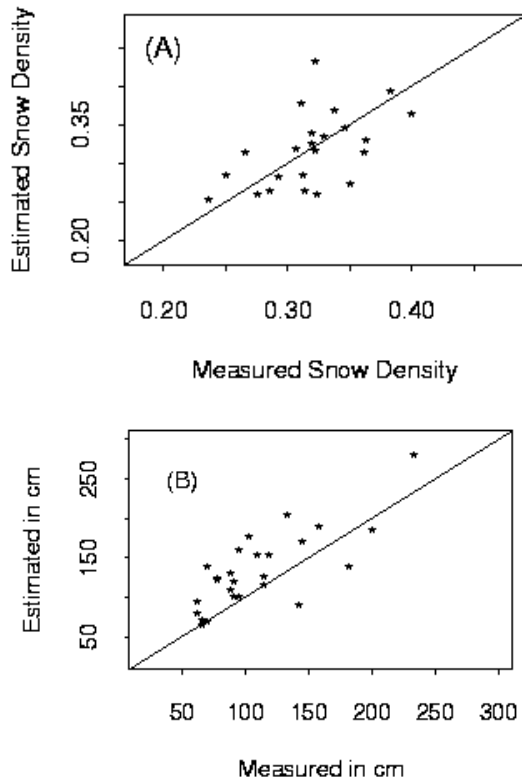 (A)
Estimated Snow Density
0.35
0.20
0.20 0.30 0.40
Measured Snow Density
(B)
Estimated in cm
250
150
50
50 100 150 200 250 300
Measured in cm